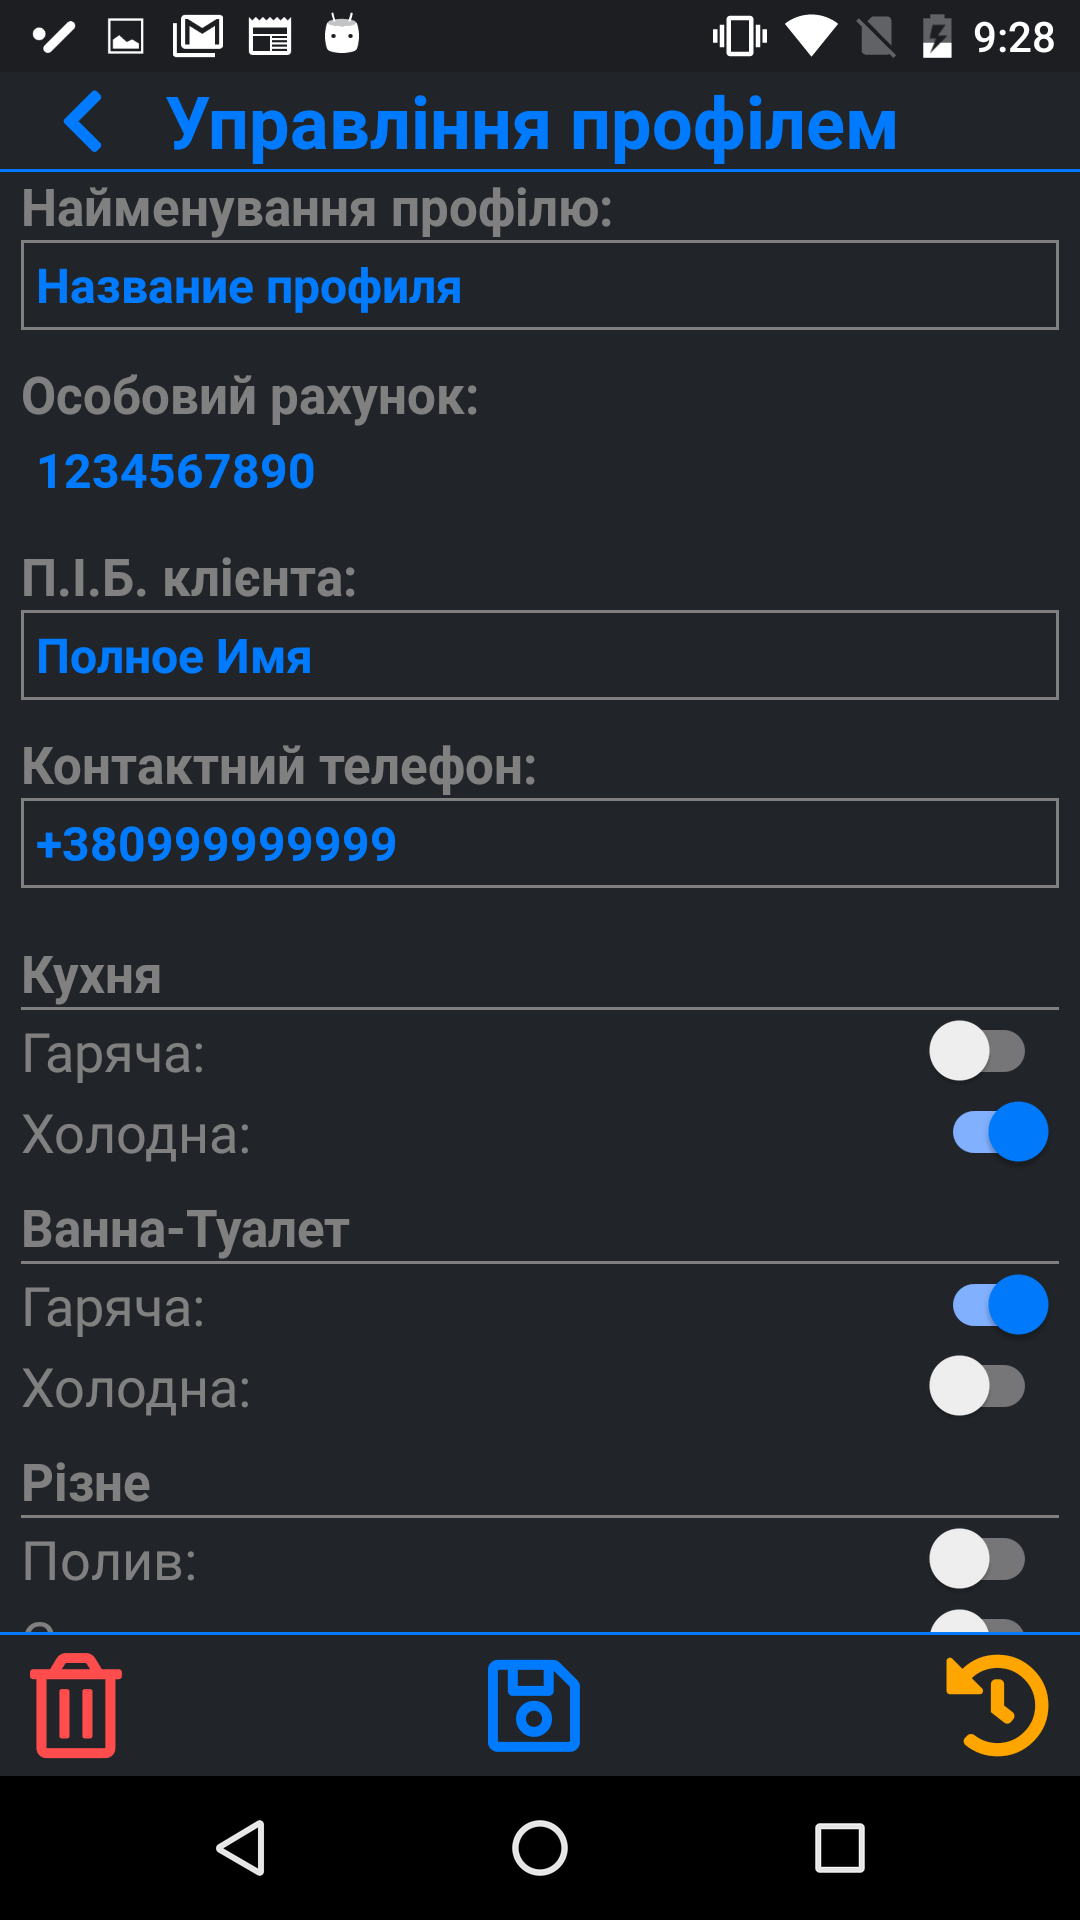 9:28
Управління профілем
Найменування профілю:
Название профиля
Особовий рахунок:
1234567890
П.І.Б. клієнта:
Полное Имя
Контактний телефон:
+380999999999
Кухня
Гаряча:
Холодна:
Ванна-Туалет
Гаряча:
Холодна:
Різне
Полив: